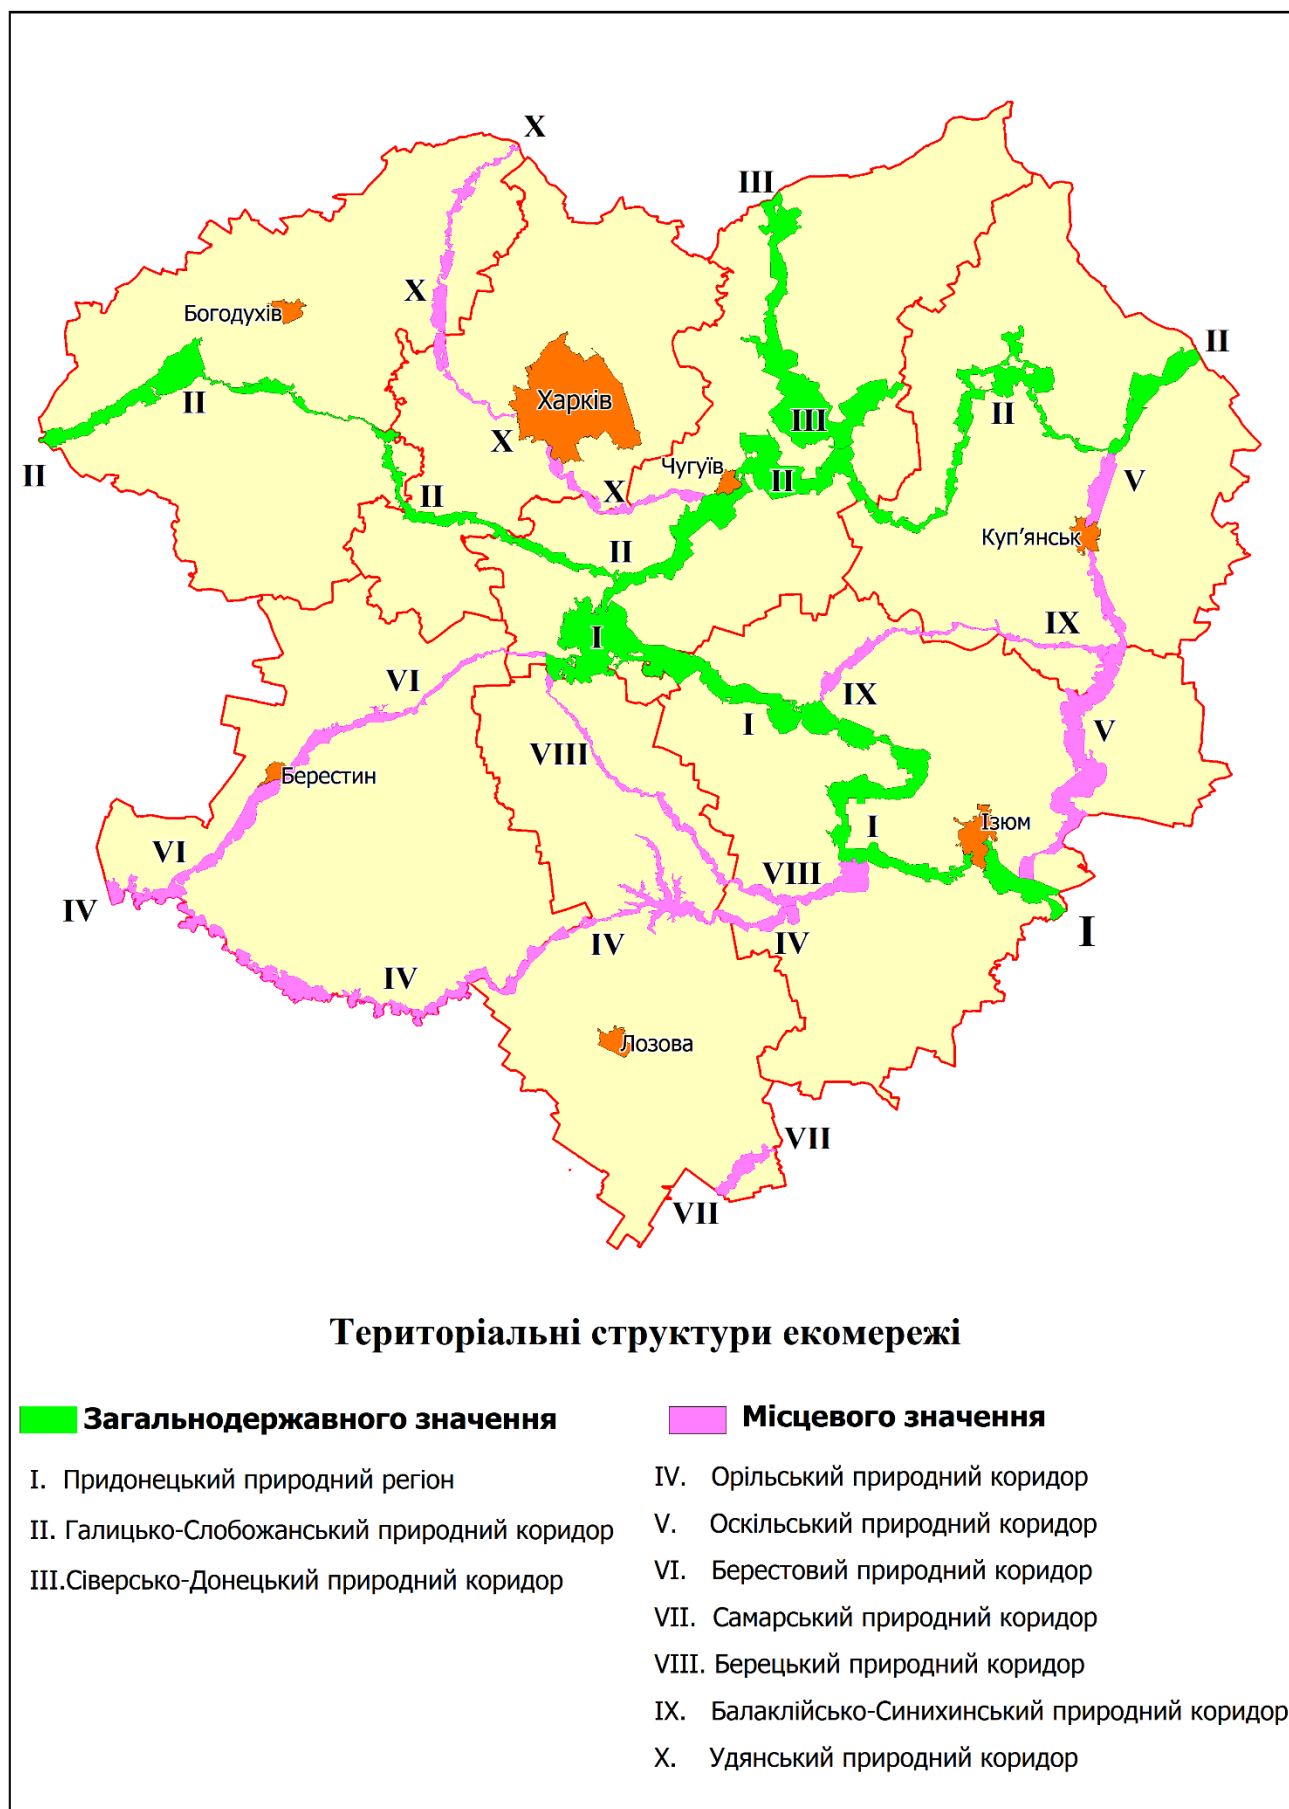 X
III
X
Богодухів
II
Харків
II
III
II
II
X
V
Чугуїв
II
II
X
II
Куп’янськ
II
I
IX
VI
IX
I
V
VIII
Берестин
I
Ізюм
VI
VIII
IV
I
IV
IV
IV
Лозова
VII
VII
Територіальні структури екомережі
Загальнодержавного значення
I. Придонецький природний регіон
II. Галицько-Слобожанський природний коридор
III.Сіверсько-Донецький природний коридор
Місцевого значення
IV. Орільський природний коридор
V. Оскільський природний коридор
VI. Берестовий природний коридор
VII. Самарський природний коридор
VIII. Берецький природний коридор
IX. Балаклійсько-Синихинський природний коридор
X. Удянський природний коридор